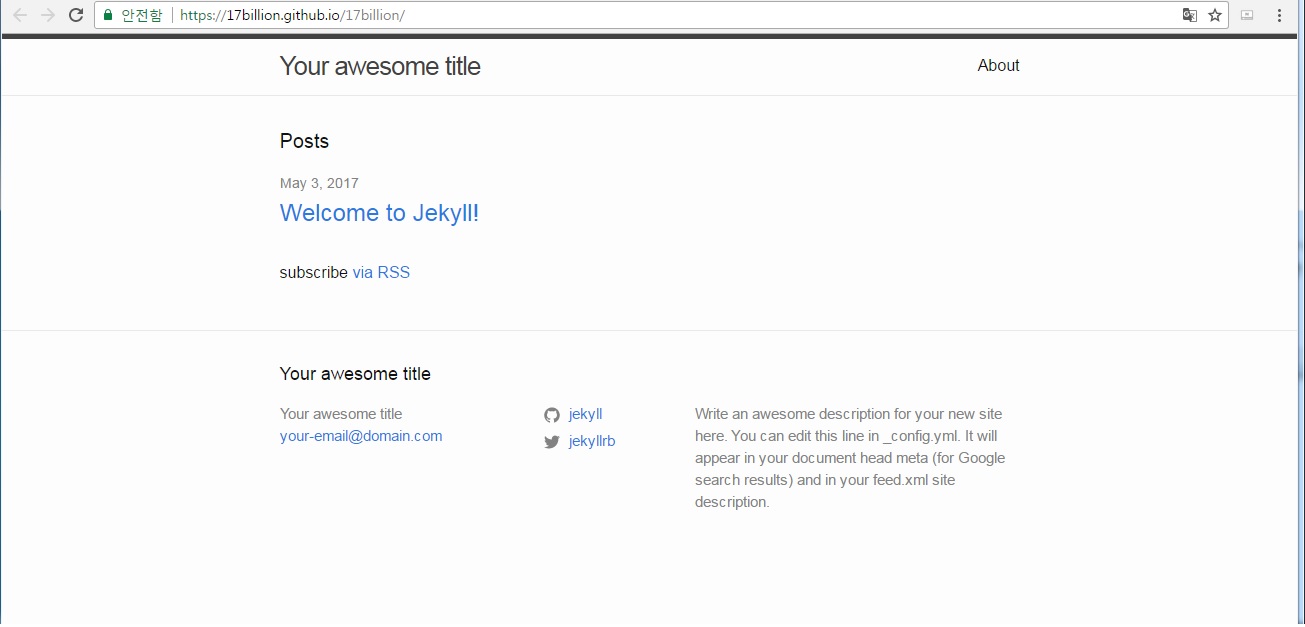 안전함 https://17billion.github.io/17billion/
Your awesome title
About
Posts
May 3, 2017
Welcome to Jekyll!
subscribe via RSS
Your awesome title
Your awesome title
your-email@domain.com
jekyll
jekyllrb
Write an awesome description for your new site
here. You can edit this line in _config.yml. It will
appear in your document head meta (for Google
search results) and in your feed.xml site
description.